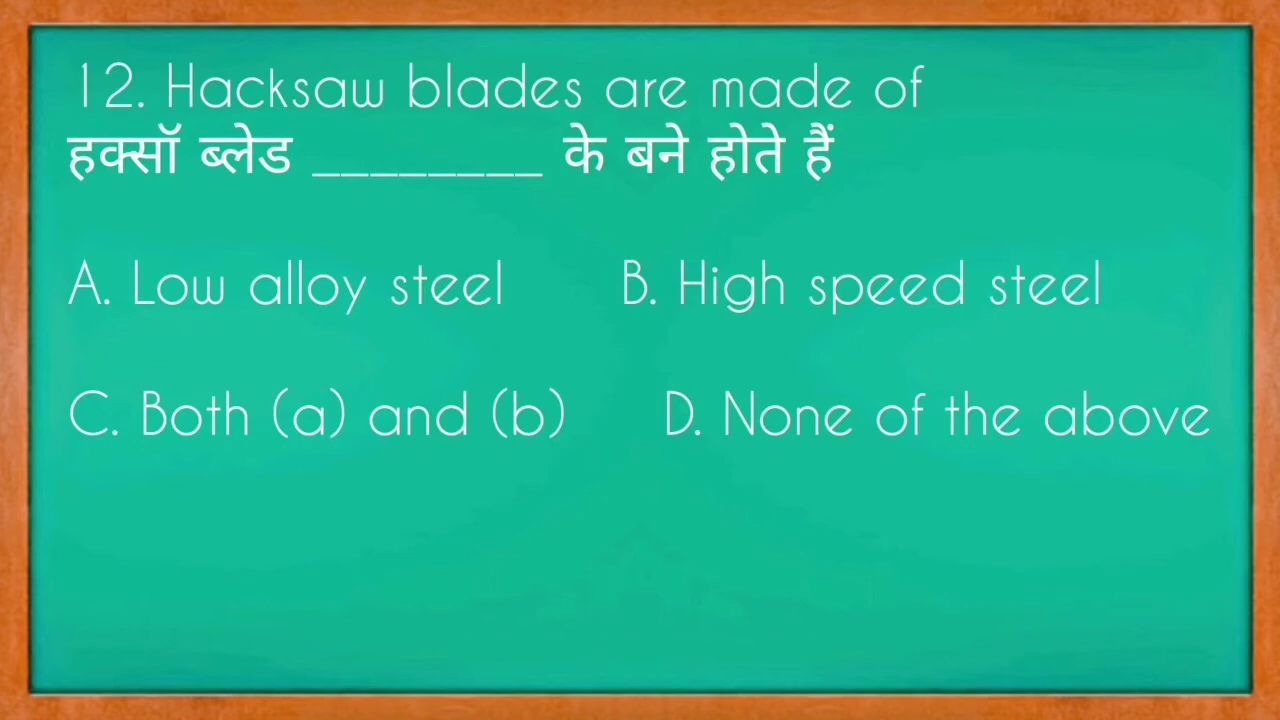 12. Hacksaw blades are made of
हक्सॉ ब्लेड ________ के बने होते हैं
A. Low alloy steel B. High speed steel
C. Both (a) and (b) D. None of the above